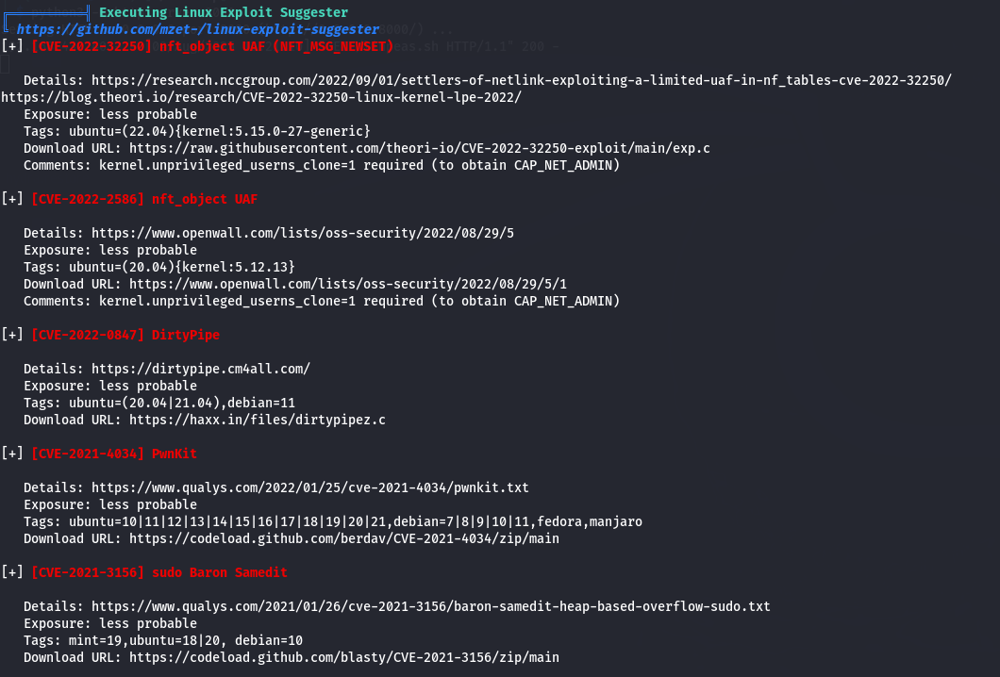 Executing Linux Exploit Suggester
https://github.com/mzet-/linux-exploit-suggester
[+] [CVE-2022-32250] nft_object UAF (NFT_MSG_NEWSET)
Details: https://research.nccgroup.com/2022/09/01/settlers-of-netlink-exploiting-a-limited-uaf-in-nf_tables-cve-2022-32250/
https://blog.theori.io/research/CVE-2022-32250-linux-kernel-lpe-2022/
Exposure: less probable
Tags: ubuntu=(22.04){kernel:5.15.0-27-generic}
Download URL: https://raw.githubusercontent.com/theori-io/CVE-2022-32250-exploit/main/exp.c
Comments: kernel.unprivileged_userns_clone=1 required (to obtain CAP_NET_ADMIN)
[+] [CVE-2022-2586] nft_object UAF
Details: https://www.openwall.com/lists/oss-security/2022/08/29/5
Exposure: less probable
Tags: ubuntu=(20.04){kernel:5.12.13}
Download URL: https://www.openwall.com/lists/oss-security/2022/08/29/5/1
Comments: kernel.unprivileged_userns_clone=1 required (to obtain CAP_NET_ADMIN)
[+] [CVE-2022-0847] DirtyPipe
Details: https://dirtypipe.cm4all.com/
Exposure: less probable
Tags: ubuntu=(20.04|21.04),debian=11
Download URL: https://haxx.in/files/dirtypipez.c
[+] [CVE-2021-4034] PwnKit
Details: https://www.qualys.com/2022/01/25/cve-2021-4034/pwnkit.txt
Exposure: less probable
Tags: ubuntu=10|11|12|13|14|15|16|17|18|19|20|21,debian=7|8|9|10|11,fedora,manjaro
Download URL: https://codeload.github.com/berdav/CVE-2021-4034/zip/main
[+] [CVE-2021-3156] sudo Baron Samedit
Details: https://www.qualys.com/2021/01/26/cve-2021-3156/baron-samedit-heap-based-overflow-sudo.txt
Exposure: less probable
Tags: mint=19,ubuntu=18|20, debian=10
Download URL: https://codeload.github.com/blasty/CVE-2021-3156/zip/main